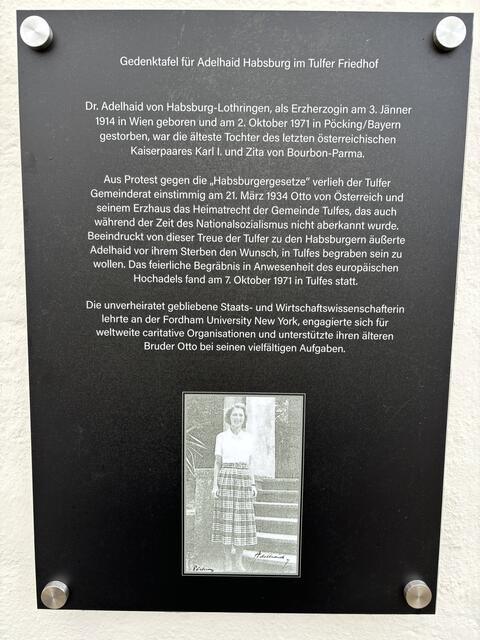 Gedenktafel für Adelhaid Habsburg im Tulfer Friedhof
Dr. Adelhaid von Habsburg-Lothringen, als Erzherzogin am 3. Jänner
1914 in Wien geboren und am 2. Oktober 1971 in Pöcking/Bayern
gestorben, war die älteste Tochter des letzten österreichischen
Kaiserpaares Karl I. und Zita von Bourbon-Parma.
Aus Protest gegen die „Habsburgergesetze" verlieh der Tulfer
Gemeinderat einstimmig am 21. März 1934 Otto von Österreich und
seinem Erzhaus das Heimatrecht der Gemeinde Tulfes, das auch
während der Zeit des Nationalsozialismus nicht aberkannt wurde.
Beeindruckt von dieser Treue der Tulfer zu den Habsburgern äußerte
Adelhaid vor ihrem Sterben den Wunsch, in Tulfes begraben sein zu
wollen. Das feierliche Begräbnis in Anwesenheit des europäischen
Hochadels fand am 7. Oktober 1971 in Tulfes statt.
Die unverheiratet gebliebene Staats- und Wirtschaftswissenschafterin
lehrte an der Fordham University New York, engagierte sich für
weltweite caritative Organisationen und unterstützte ihren älteren
Bruder Otto bei seinen vielfältigen Aufgaben.
Adelhaid